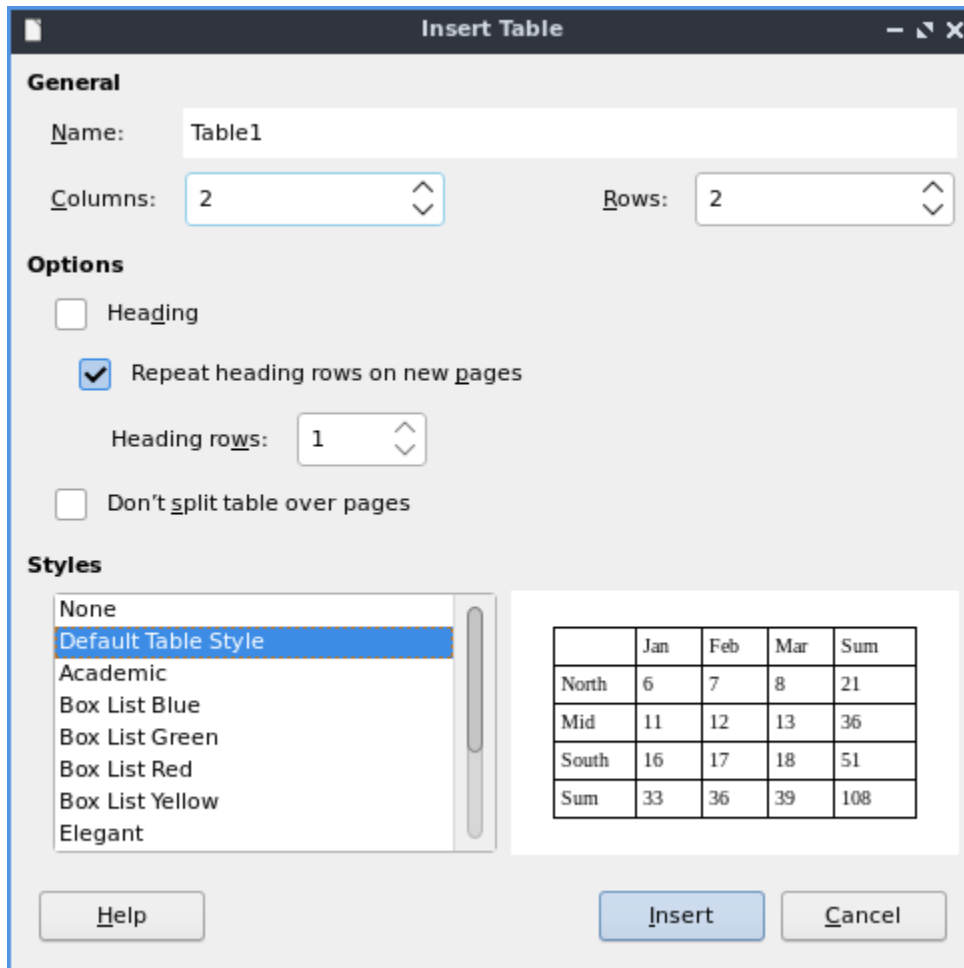 Insert Table
General
Name: Table1
Columns: 2 Rows: 2
Options
Heading
Repeat heading rows on new pages
Heading rows: 1
Don’t split table over pages
Styles
None
Default Table Style
Academic
Box List Blue
Box List Green
Box List Red
Box List Yellow
Elegant
Jan Feb Mar Sum
North 6 7 8 21
Mid 11 12 13 36
South 16 17 18 51
Sum 33 36 39 108
Help Insert Cancel